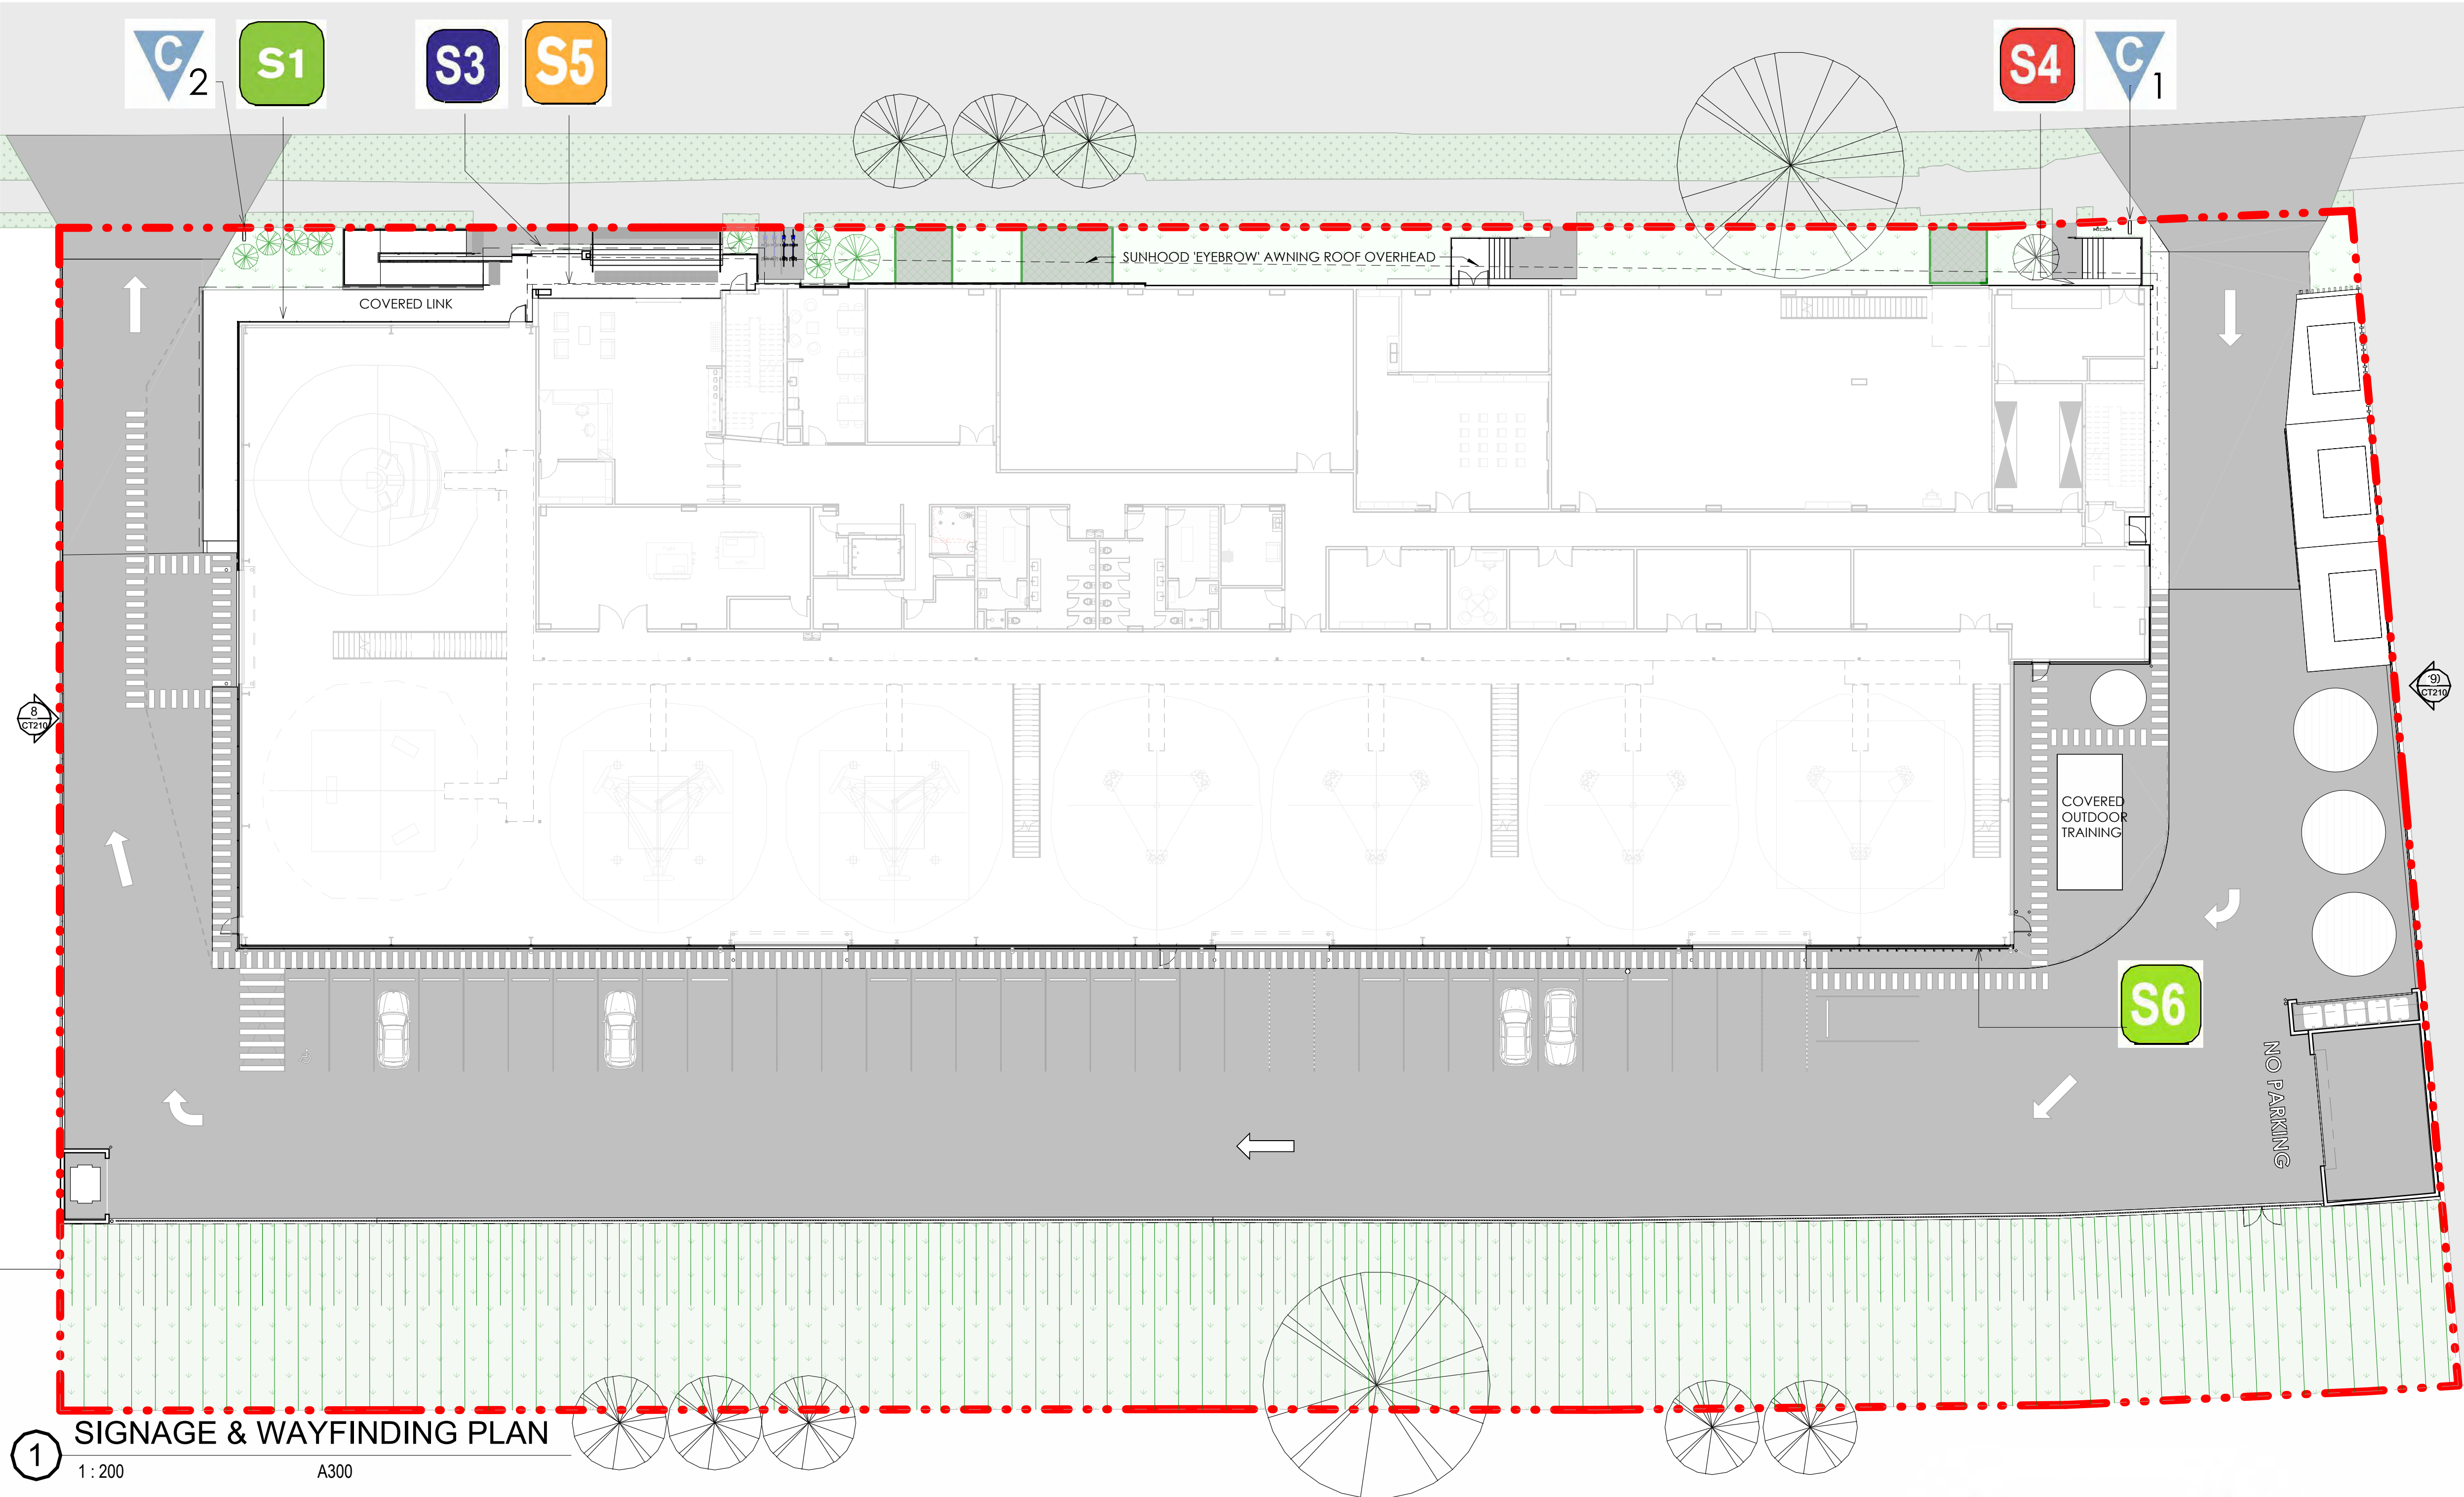 C 2
S1
S3
S5
S4
C 1
SUNHOOD 'EYEBROW' AWNING ROOF OVERHEAD
COVERED LINK
8
CT210
CT210
COVERED
OUTDOOR
TRAINING
S6
NO PARKING
1
SIGNAGE & WAYFINDING PLAN
1 : 200
A300